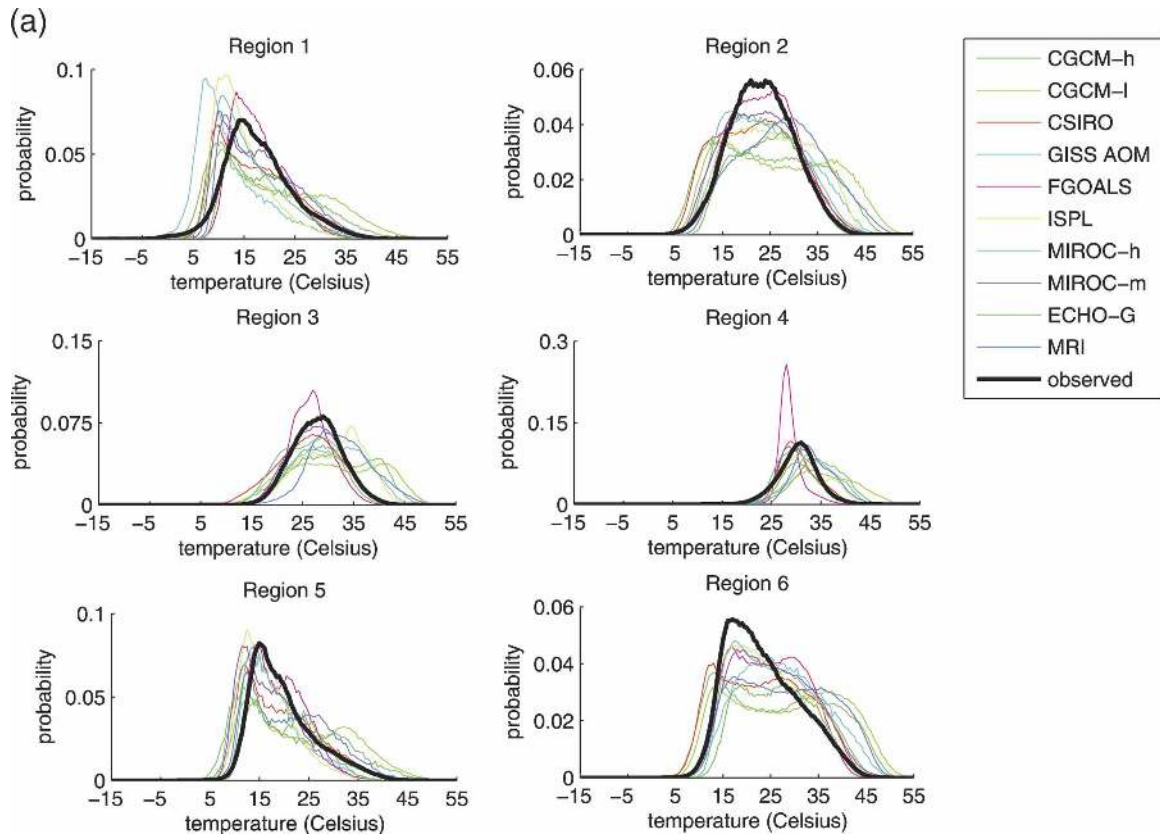 (a)
Region 1
0.1
0.05
0
probability
−15 −5 5 15 25 35 45 55
temperature (Celsius)
Region 2
0.06
0.04
0.02
0
probability
−15 −5 5 15 25 35 45 55
temperature (Celsius)
CGCM−h
CGCM−l
CSIRO
GISS AOM
FGOALS
ISPL
MIROC−h
MIROC−m
ECHO−G
MRI
observed
Region 3
0.15
0.075
0
probability
−15 −5 5 15 25 35 45 55
temperature (Celsius)
Region 4
0.3
0.15
0
probability
−15 −5 5 15 25 35 45 55
temperature (Celsius)
Region 5
0.1
0.05
0
probability
−15 −5 5 15 25 35 45 55
temperature (Celsius)
Region 6
0.06
0.04
0.02
0
probability
−15 −5 5 15 25 35 45 55
temperature (Celsius)